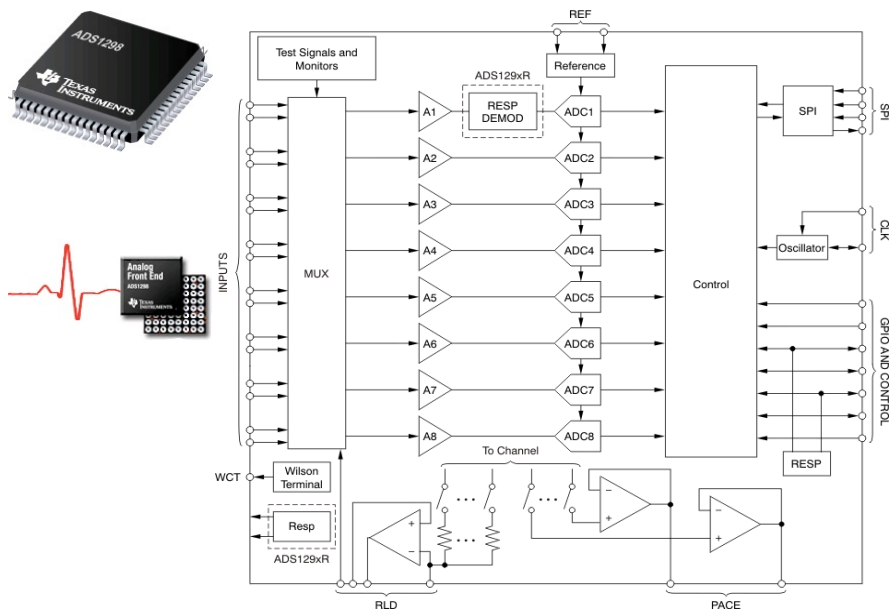 ADS1298
TEXAS
INSTRUMENTS
Analog
Front End
ADS1298
TEXAS
INSTRUMENTS
REF
Test Signals and
Monitors
ADS129xR
Reference
RESP
DEMOD
A1
ADC1
A2
ADC2
A3
ADC3
A4
ADC4
A5
ADC5
A6
ADC6
A7
ADC7
A8
ADC8
INPUTS
MUX
Control
SPI
SPI
Oscillator
CLK
GPIO AND CONTROL
RESP
To Channel
WCT
Wilson
Terminal
Resp
ADS129xR
+
−
...
...
...
−
+
−
+
RLD
PACE